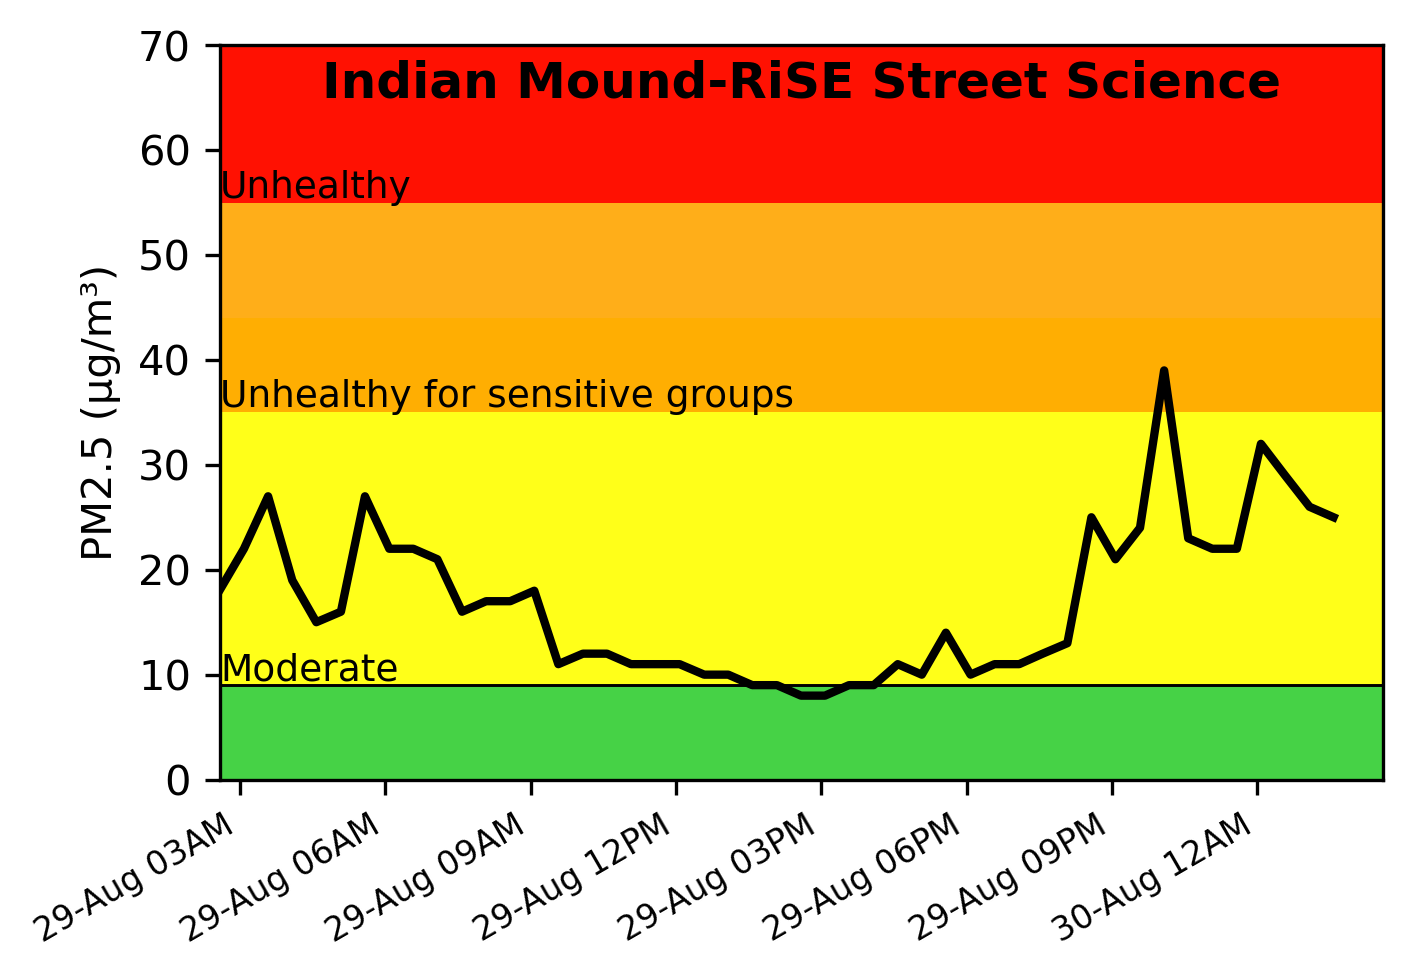 Indian Mound-RiSE Street Science
70
60
50
40
30
20
10
0
PM2.5 (µg/m³)
Unhealthy
Unhealthy for sensitive groups
Moderate
29-Aug 03AM
29-Aug 06AM
29-Aug 09AM
29-Aug 12PM
29-Aug 03PM
29-Aug 06PM
29-Aug 09PM
30-Aug 12AM